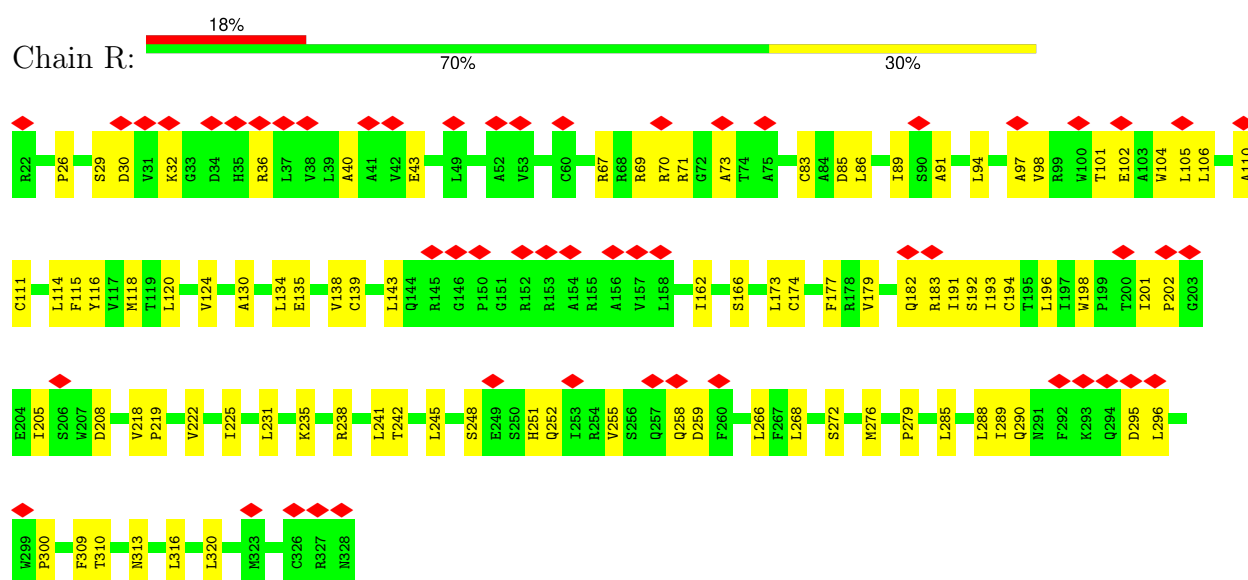 18%
Chain R:
70% 30%
R22 P26 S29 D30 V31 K32 G33 D34 H35 R36 L37 V38 L39 A40 A41 V42 E43 L49 A52 V53 C60 R67 R68 R69 R70 R71 G72 A73 T74 A75 C83 A84 D85 L86 I89 S90 A91 L94 A97 V98 R99 W100 T101 E102 A103 W104 L105 L106 A110
C111 L114 F115 Y116 V117 M118 T119 L120 V124 A130 L134 E135 V138 C139 L143 Q144 R145 G146 P150 G151 R152 R153 A154 R155 A156 V157 L158 I162 S166 L173 C174 F177 R178 V179 Q182 R183 I191 S192 I193 C194 T195 L196 I197 W198 P199 T200 I201 P202 G203
E204 I205 S206 W207 D208 V218 P219 V222 I225 L231 K235 R238 L241 T242 L245 S248 E249 S250 H251 Q252 I253 R254 V255 S256 Q257 Q258 D259 F260 L266 F267 L268 S272 M276 P279 L285 L288 I289 Q290 N291 F292 K293 Q294 D295 L296
W299 P300 F309 T310 N313 L316 L320 M323 C326 R327 N328